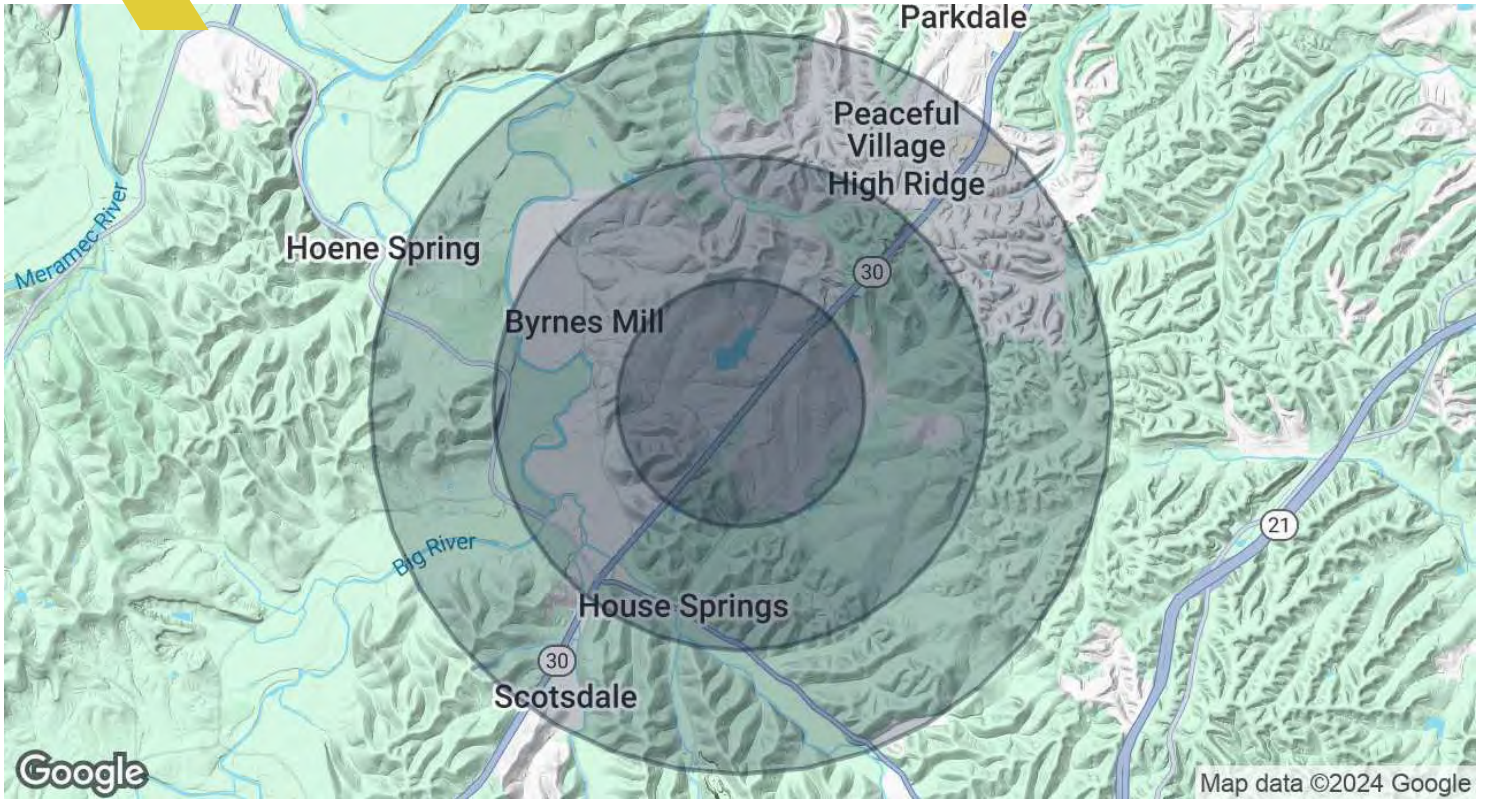 Parkdale
Peaceful
Village
High Ridge
Meramec River
Hoene Spring
30
Byrnes Mill
21
Big River
House Springs
30
Scotsdale
Google
Map data ©2024 Google